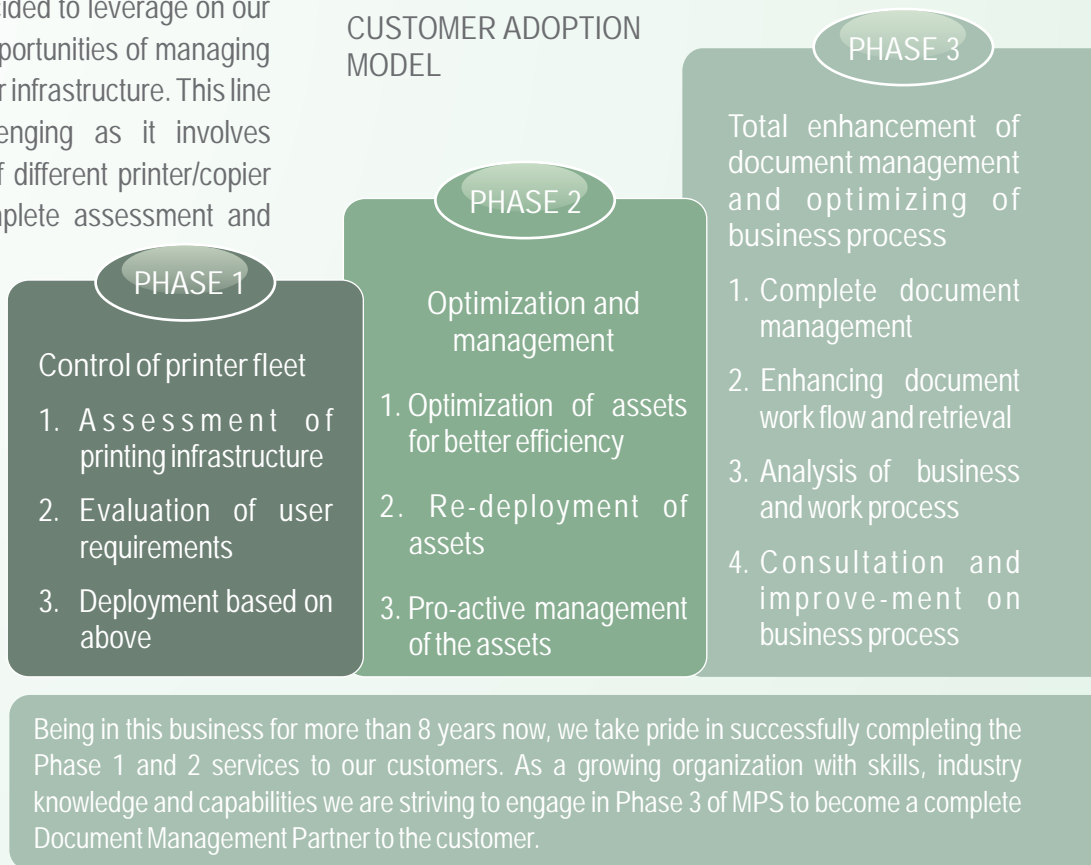 cided to leverage on our
portunities of managing
r infrastructure. This line
enging as it involves
f different printer/copier
nplete assessment and
CUSTOMER ADOPTION
MODEL
PHASE 1
Control of printer fleet
1. Assessment of
printing infrastructure
2. Evaluation of user
requirements
3. Deployment based on
above
PHASE 2
Optimization and
management
1. Optimization of assets
for better efficiency
2. Re-deployment of
assets
3. Pro-active management
of the assets
PHASE 3
Total enhancement of
document management
and optimizing of
business process
1. Complete document
management
2. Enhancing document
work flow and retrieval
3. Analysis of business
and work process
4. Consultation and
improve-ment on
business process
Being in this business for more than 8 years now, we take pride in successfully completing the
Phase 1 and 2 services to our customers. As a growing organization with skills, industry
knowledge and capabilities we are striving to engage in Phase 3 of MPS to become a complete
Document Management Partner to the customer.